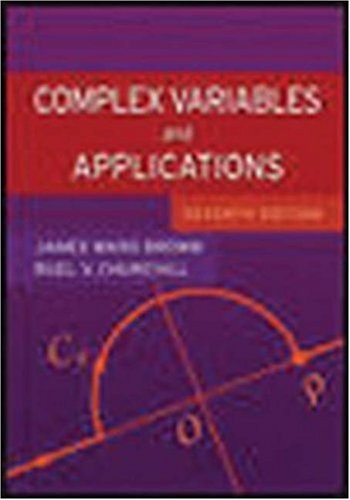 COMPLEX VARIABLES
and
APPLICATIONS
SEVENTH EDITION
JAMES WARD BROWN
RUEL V. CHURCHILL
C
O
ρ